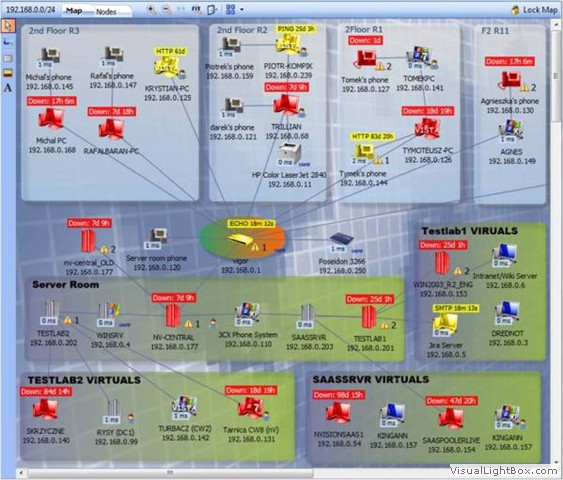 192.168.0.0/24
Map
Nodes
FIT
Lock Map
2nd Floor R3
2nd Floor R2
2Floor R1
F2 R11
HTTP 61d
PING 25d 3h
Down: 1d
Down: 17h 6m
Michal's phone
192.168.0.145
Rafal's phone
192.168.0.147
KRYSTIAN-PC
192.168.0.125
Piotrek's phone
192.168.0.159
PIOTR-KOMPIK
192.168.0.239
Tomek's phone
192.168.0.127
TOMEKPC
192.168.0.141
Agnieszka's phone
192.168.0.130
Down: 17h 6m
Down: 7d 18h
Down: 7d 9h
Down: 18d 19h
HTTP 83d 20h
Michal PC
192.168.0.168
RAFALBARAN-PC
darek's phone
192.168.0.121
TRILLIAN
192.168.0.68
HP Color LaserJet 2840
192.168.0.11
Tymek's phone
192.168.0.144
TYMOTEUSZ-PC
192.168.0.126
AGNES
192.168.0.149
Down: 7d 9h
nv-central_OLD
192.168.0.177
Server room phone
192.168.0.120
ECHO 18m 12s
Vigor
192.168.0.1
Poseidon 3266
192.168.0.250
Testlab1 VIRUALS
Down: 25d 1h
WIN2003_R2_ENG
192.168.0.153
Intranet/Wiki Server
192.168.0.6
SMTP 18m 13s
Jira Server
192.168.0.5
DREDNOT
192.168.0.3
Server Room
TESTLAB2
192.168.0.202
WINSRV
192.168.0.4
Down: 7d 9h
NV-CENTRAL
192.168.0.177
3CX Phone System
192.168.0.110
SAASSRVR
192.168.0.203
Down: 25d 1h
TESTLAB1
192.168.0.201
TESTLAB2 VIRTUALS
Down: 84d 14h
SKRZYCZNE
192.168.0.140
RYSY (DC1)
192.168.0.99
TURBACZ (CW2)
192.168.0.142
Down: 18d 19h
Tarnica CW8 (nV)
192.168.0.131
SAASSRVR VIRTUALS
Down: 98d 15h
NVISIONSAAS1
192.168.0.54
KINGANN
192.168.0.157
Down: 47d 20h
SAASPOOLERLIVE
192.168.0.154
KINGANN
192.168.0.157
VisualLightBox.com